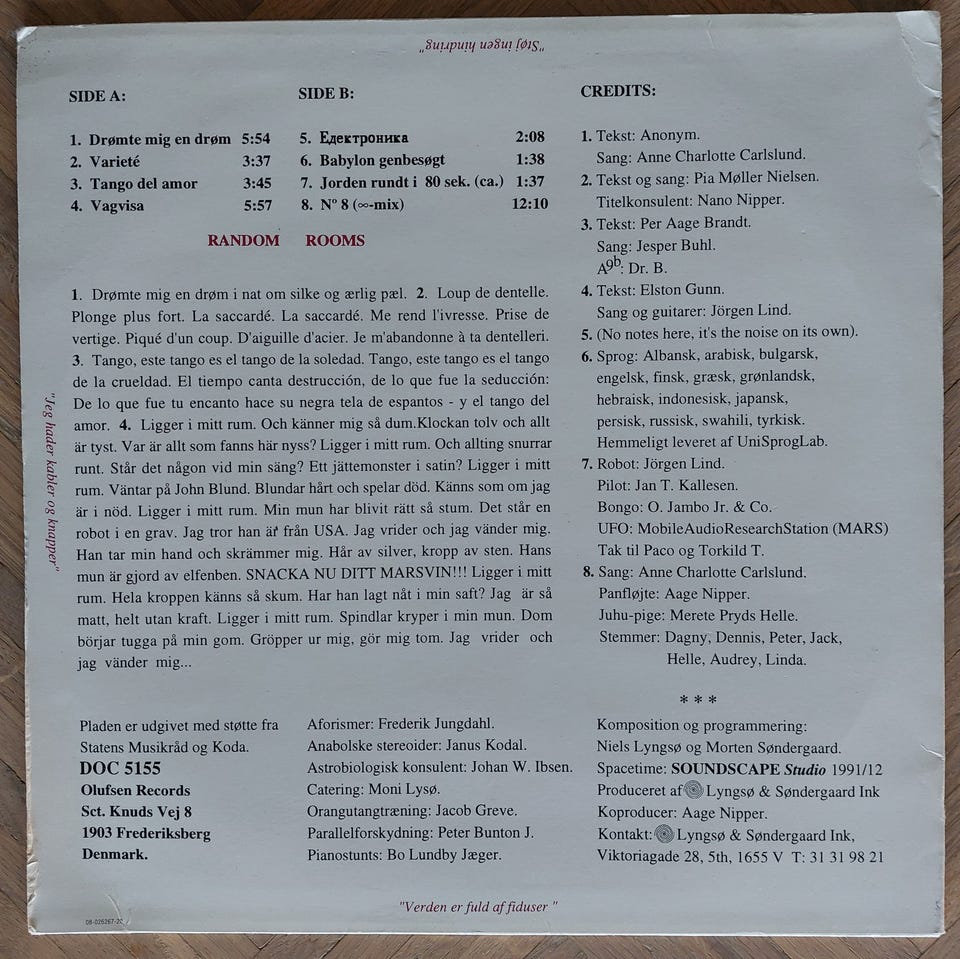 "Støj ingen hindring"
SIDE A:
1. Drømte mig en drøm 5:54
2. Varieté 3:37
3. Tango del amor 3:45
4. Vagvisa 5:57
SIDE B:
5. Електроника 2:08
6. Babylon genbesøgt 1:38
7. Jorden rundt i 80 sek. (ca.) 1:37
8. Nº 8 (∞-mix) 12:10
RANDOM ROOMS
1. Drømte mig en drøm i nat om silke og ærlig pæl. 2. Loup de dentelle.
Plonge plus fort. La saccardé. La saccardé. Me rend l'ivresse. Prise de
vertige. Piqué d'un coup. D'aiguille d'acier. Je m'abandonne à ta dentelleri.
3. Tango, este tango es el tango de la soledad. Tango, este tango es el tango
de la crueldad. El tiempo canta destrucción, de lo que fue la seducción:
De lo que fue tu encanto hace su negra tela de espantos - y el tango del
amor. 4. Ligger i mitt rum. Och känner mig så dum.Klockan tolv och allt
är tyst. Var är allt som fanns här nyss? Ligger i mitt rum. Och allting snurrar
runt. Står det någon vid min säng? Ett jättemonster i satin? Ligger i mitt
rum. Väntar på John Blund. Blundar hårt och spelar död. Känns som om jag
är i nöd. Ligger i mitt rum. Min mun har blivit rätt så stum. Det står en
robot i en grav. Jag tror han är från USA. Jag vrider och jag vänder mig.
Han tar min hand och skrämmer mig. Hår av silver, kropp av sten. Hans
mun är gjord av elfenben. SNACKA NU DITT MARSVIN!!! Ligger i mitt
rum. Hela kroppen känns så skum. Har han lagt nåt i min saft? Jag är så
matt, helt utan kraft. Ligger i mitt rum. Spindlar kryper i min mun. Dom
börjar tugga på min gom. Gröpper ur mig, gör mig tom. Jag vrider och
jag vänder mig...
"Jeg hader kabler og knapper"
CREDITS:
1. Tekst: Anonym.
Sang: Anne Charlotte Carlslund.
2. Tekst og sang: Pia Møller Nielsen.
Titelkonsulent: Nano Nipper.
3. Tekst: Per Aage Brandt.
Sang: Jesper Buhl.
A9b: Dr. B.
4. Tekst: Elston Gunn.
Sang og guitarer: Jörgen Lind.
5. (No notes here, it's the noise on its own).
6. Sprog: Albansk, arabisk, bulgarsk,
engelsk, finsk, græsk, grønlandsk,
hebraisk, indonesisk, japansk,
persisk, russisk, swahili, tyrkisk.
Hemmeligt leveret af UniSprogLab.
7. Robot: Jörgen Lind.
Pilot: Jan T. Kallesen.
Bongo: O. Jambo Jr. & Co.
UFO: MobileAudioResearchStation (MARS)
Tak til Paco og Torkild T.
8. Sang: Anne Charlotte Carlslund.
Panfløjte: Aage Nipper.
Juhu-pige: Merete Pryds Helle.
Stemmer: Dagny, Dennis, Peter, Jack,
Helle, Audrey, Linda.
* * *
Pladen er udgivet med støtte fra
Statens Musikråd og Koda.
DOC 5155
Olufsen Records
Sct. Knuds Vej 8
1903 Frederiksberg
Denmark.
Aforismer: Frederik Jungdahl.
Anabolske stereoider: Janus Kodal.
Astrobiologisk konsulent: Johan W. Ibsen.
Catering: Moni Lysø.
Orangutangtræning: Jacob Greve.
Parallelforskydning: Peter Bunton J.
Pianostunts: Bo Lundby Jæger.
Komposition og programmering:
Niels Lyngsø og Morten Søndergaard.
Spacetime: SOUNDSCAPE Studio 1991/12
Produceret af Lyngsø & Søndergaard Ink
Koproducer: Aage Nipper.
Kontakt: Lyngsø & Søndergaard Ink,
Viktoriagade 28, 5th, 1655 V T: 31 31 98 21
"Verden er fuld af fiduser"